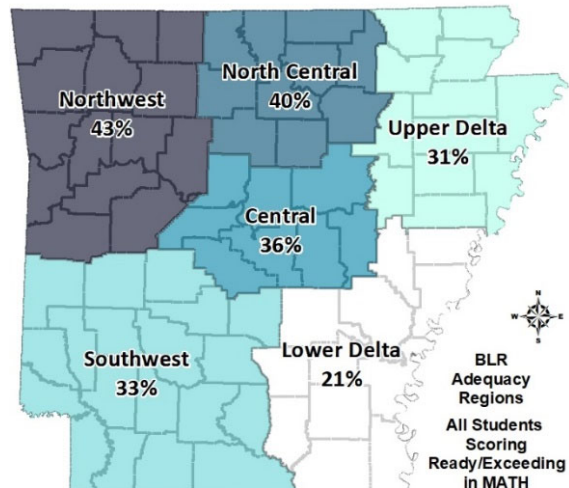 Northwest
43%
North Central
40%
Upper Delta
31%
Central
36%
Southwest
33%
Lower Delta
21%
N
W
E
S
BLR
Adequacy
Regions
All Students
Scoring
Ready/Exceeding
in MATH